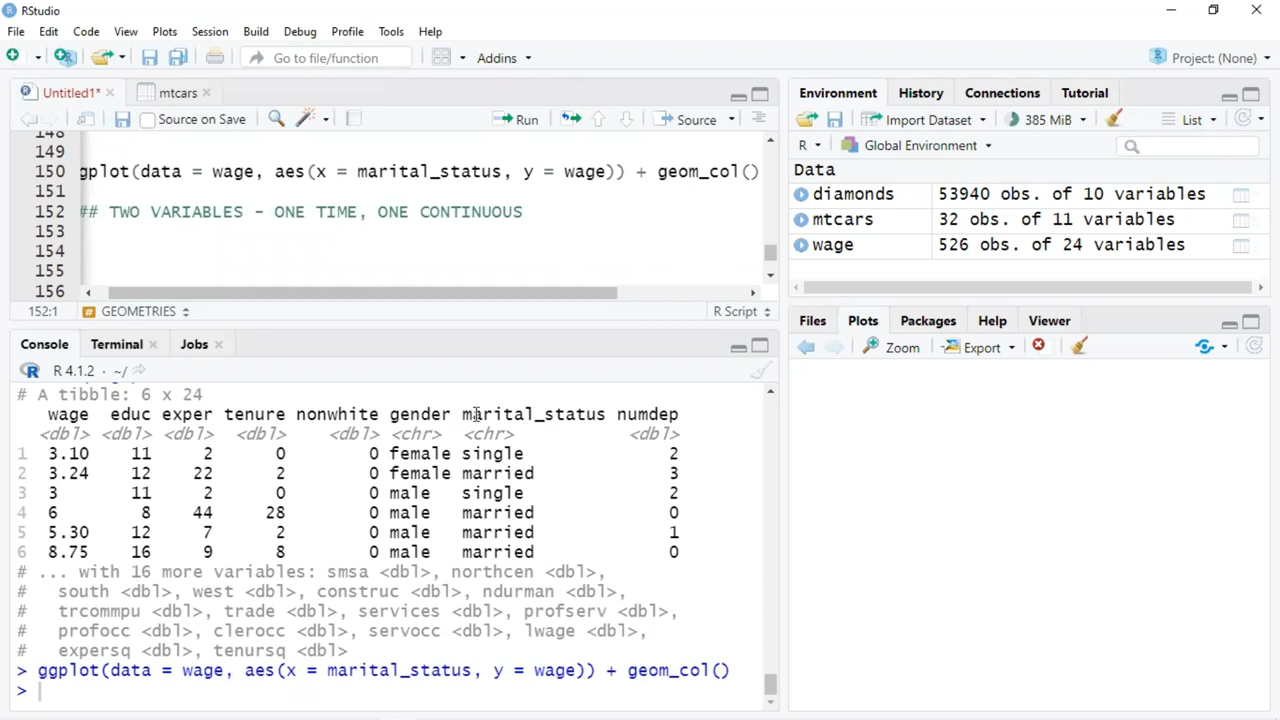 RStudio
File Edit Code View Plots Session Build Debug Profile Tools Help
Go to file/function Addins Project: (None)
Untitled1* mtcars
Source on Save Run Source
148
149
150 gplot(data = wage, aes(x = marital_status, y = wage)) + geom_col()
151
152 ## TWO VARIABLES - ONE TIME, ONE CONTINUOUS
153
154
155
156
152:1 # GEOMETRIES R Script
Console Terminal Jobs
R 4.1.2 · ~/
# A tibble: 6 x 24
wage educ exper tenure nonwhite gender marital_status numdep
<dbl> <dbl> <dbl> <dbl> <dbl> <chr> <chr> <dbl>
1 3.10 11 2 0 0 female single 2
2 3.24 12 22 2 0 female married 3
3 3 11 2 0 0 male single 2
4 6 8 44 28 0 male married 0
5 5.30 12 7 2 0 male married 1
6 8.75 16 9 8 0 male married 0
# ... with 16 more variables: smsa <dbl>, northcen <dbl>,
# south <dbl>, west <dbl>, construc <dbl>, ndurman <dbl>,
# trcommpu <dbl>, trade <dbl>, services <dbl>, profserv <dbl>,
# profocc <dbl>, clerocc <dbl>, servocc <dbl>, lwage <dbl>,
# expersq <dbl>, tenursq <dbl>
> ggplot(data = wage, aes(x = marital_status, y = wage)) + geom_col()
>
Environment History Connections Tutorial
Import Dataset 385 MiB List
R Global Environment
Data
diamonds 53940 obs. of 10 variables
mtcars 32 obs. of 11 variables
wage 526 obs. of 24 variables
Files Plots Packages Help Viewer
Zoom Export